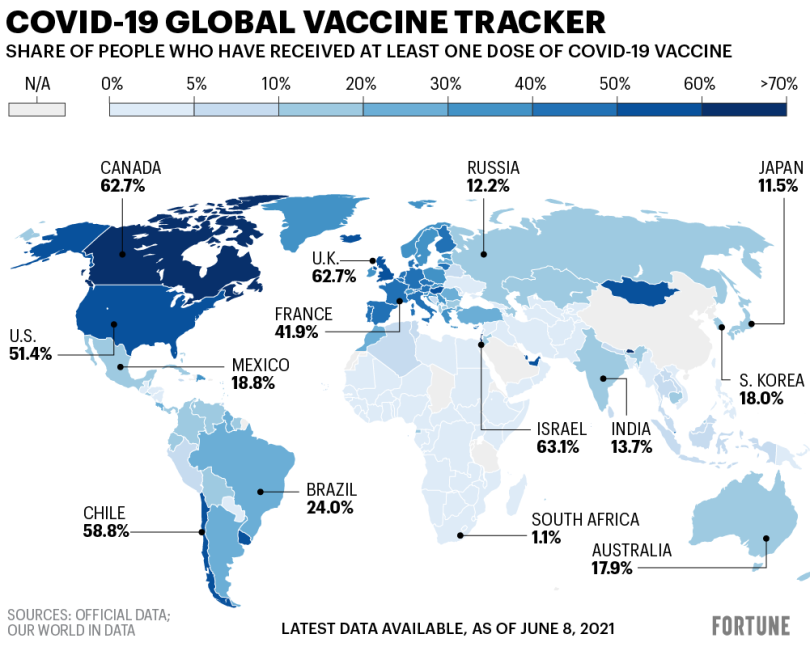 COVID-19 GLOBAL VACCINE TRACKER
SHARE OF PEOPLE WHO HAVE RECEIVED AT LEAST ONE DOSE OF COVID-19 VACCINE
N/A 0% 5% 10% 20% 30% 40% 50% 60% >70%
CANADA
62.7%
RUSSIA
12.2%
JAPAN
11.5%
U.K.
62.7%
FRANCE
41.9%
U.S.
51.4%
MEXICO
18.8%
S. KOREA
18.0%
ISRAEL
63.1%
INDIA
13.7%
BRAZIL
24.0%
CHILE
58.8%
SOUTH AFRICA
1.1%
AUSTRALIA
17.9%
SOURCES: OFFICIAL DATA;
OUR WORLD IN DATA
LATEST DATA AVAILABLE, AS OF JUNE 8, 2021
FORTUNE